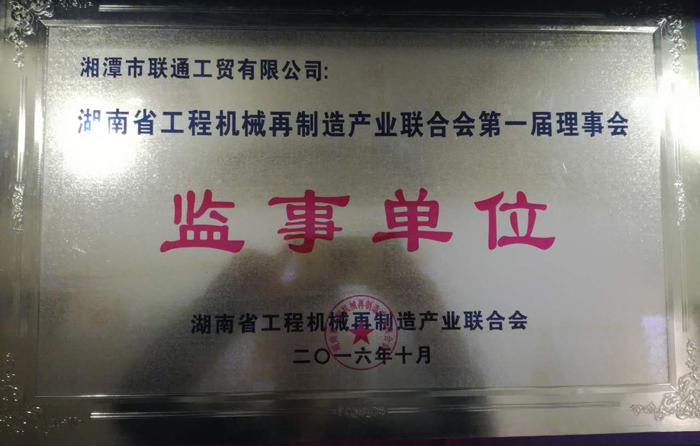 湘潭市联通工贸有限公司:
湖南省工程机械再制造产业联合会第一届理事会
监事单位
湖南省工程机械再制造产业联合会
二〇一六年十月